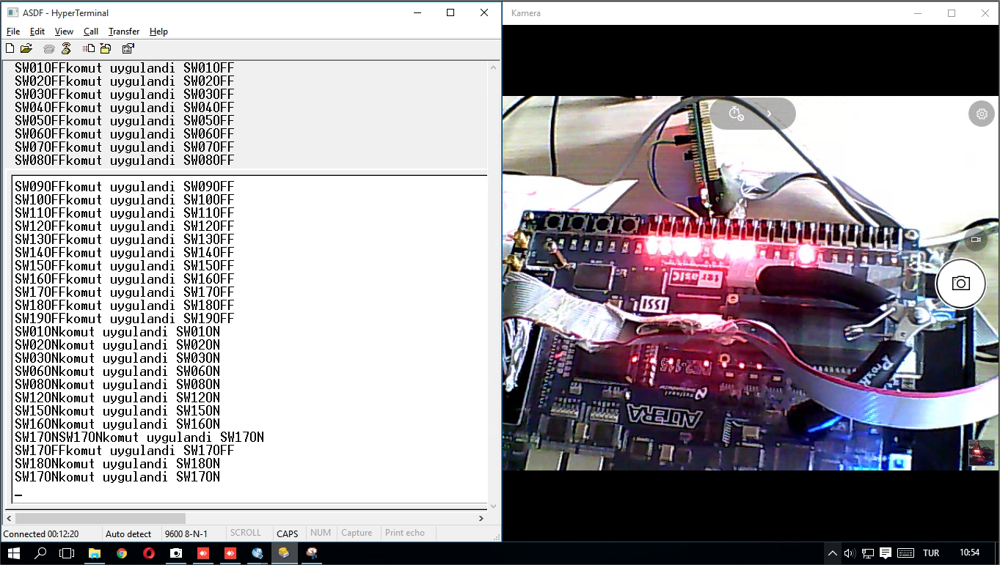 ASDF - HyperTerminal
File Edit View Call Transfer Help
SW01OFFkomut uygulandi SW01OFF
SW02OFFkomut uygulandi SW02OFF
SW03OFFkomut uygulandi SW03OFF
SW04OFFkomut uygulandi SW04OFF
SW05OFFkomut uygulandi SW05OFF
SW06OFFkomut uygulandi SW06OFF
SW07OFFkomut uygulandi SW07OFF
SW08OFFkomut uygulandi SW08OFF
SW09OFFkomut uygulandi SW09OFF
SW10OFFkomut uygulandi SW10OFF
SW11OFFkomut uygulandi SW11OFF
SW12OFFkomut uygulandi SW12OFF
SW13OFFkomut uygulandi SW13OFF
SW14OFFkomut uygulandi SW14OFF
SW15OFFkomut uygulandi SW15OFF
SW16OFFkomut uygulandi SW16OFF
SW17OFFkomut uygulandi SW17OFF
SW18OFFkomut uygulandi SW18OFF
SW19OFFkomut uygulandi SW19OFF
SW01ONkomut uygulandi SW01ON
SW02ONkomut uygulandi SW02ON
SW03ONkomut uygulandi SW03ON
SW06ONkomut uygulandi SW06ON
SW08ONkomut uygulandi SW08ON
SW12ONkomut uygulandi SW12ON
SW15ONkomut uygulandi SW15ON
SW16ONkomut uygulandi SW16ON
SW17ONSW17ONkomut uygulandi SW17ON
SW17OFFkomut uygulandi SW17OFF
SW18ONkomut uygulandi SW18ON
SW17ONkomut uygulandi SW17ON
Connected 00:12:20 Auto detect 9600 8-N-1 SCROLL CAPS NUM Capture Print echo
Kamera
terasIC
ISSI
DE2-115
National
ALTERA
TUR 10:54